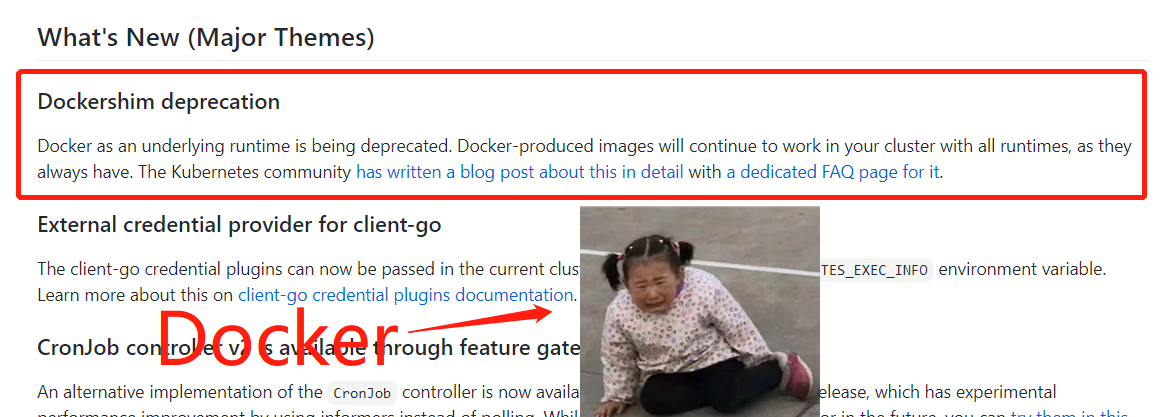 What's New (Major Themes)
Dockershim deprecation
Docker as an underlying runtime is being deprecated. Docker-produced images will continue to work in your cluster with all runtimes, as they
always have. The Kubernetes community has written a blog post about this in detail with a dedicated FAQ page for it.
External credential provider for client-go
The client-go credential plugins can now be passed in the current clus TES_EXEC_INFO environment variable.
Learn more about this on client-go credential plugins documentation.
Docker
CronJob controller v2 is available through feature gate
An alternative implementation of the CronJob controller is now availa elease, which has experimental
performance improvement by using informers instead of polling. Whil or in the future, you can try them in this